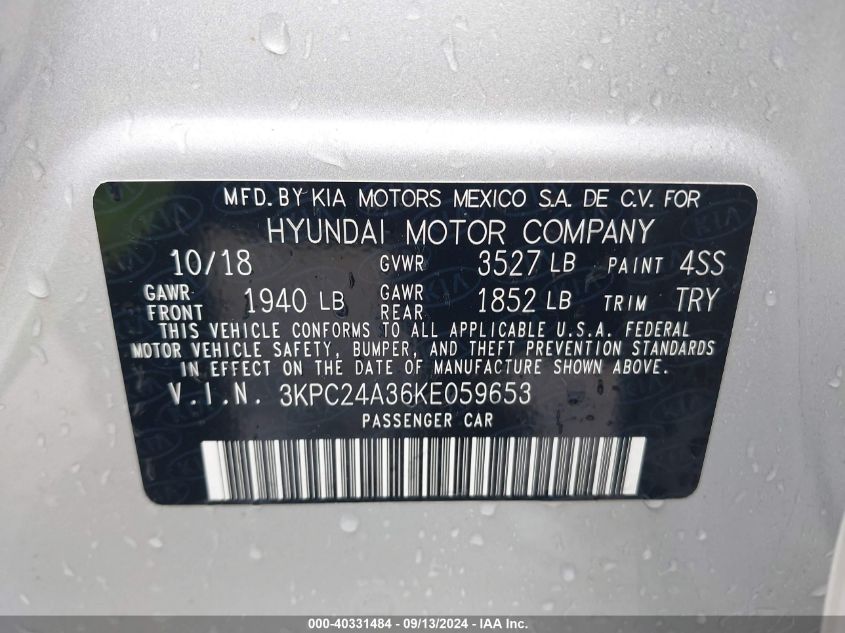 MFD. BY KIA MOTORS MEXICO S.A. DE C.V. FOR
HYUNDAI MOTOR COMPANY
10/18 GVWR 3527 LB PAINT 4SS
GAWR FRONT 1940 LB GAWR REAR 1852 LB TRIM TRY
THIS VEHICLE CONFORMS TO ALL APPLICABLE U.S.A. FEDERAL
MOTOR VEHICLE SAFETY, BUMPER, AND THEFT PREVENTION STANDARDS
IN EFFECT ON THE DATE OF MANUFACTURE SHOWN ABOVE.
V.I.N. 3KPC24A36KE059653
PASSENGER CAR
000-40331484 - 09/13/2024 - IAAI.com